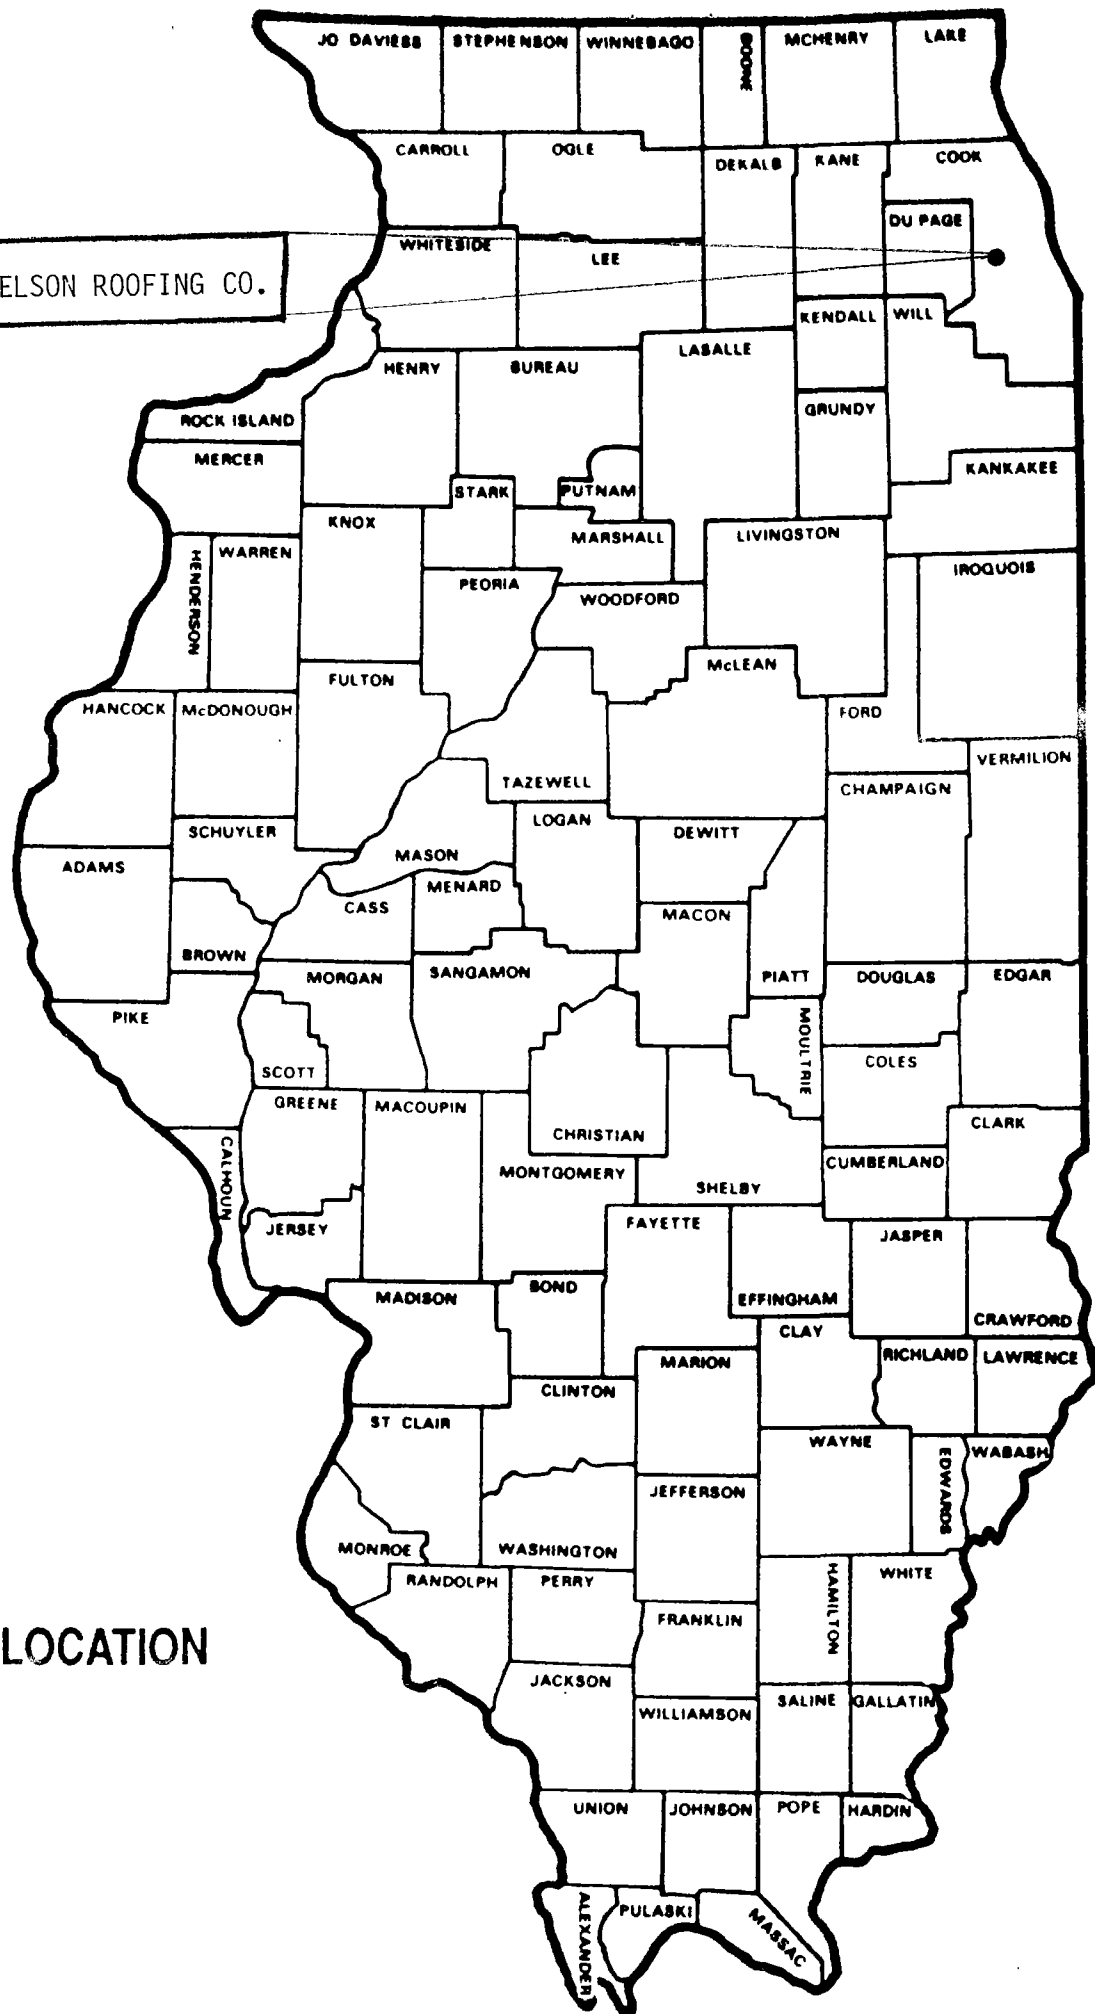 JO DAVIESS STEPHENSON WINNEBAGO BOONE MCHENRY LAKE
CARROLL OGLE DEKALB KANE COOK
DU PAGE
WHITESIDE LEE
ELSON ROOFING CO.
KENDALL WILL
HENRY BUREAU LASALLE
ROCK ISLAND GRUNDY
MERCER KANKAKEE
STARK PUTNAM
KNOX MARSHALL LIVINGSTON
HENDERSON WARREN IROQUOIS
PEORIA WOODFORD
FULTON McLEAN
HANCOCK McDONOUGH FORD
VERMILION
TAZEWELL CHAMPAIGN
SCHUYLER LOGAN DEWITT
ADAMS MASON
CASS MENARD MACON
BROWN MORGAN SANGAMON PIATT DOUGLAS EDGAR
PIKE MOULTRIE
SCOTT COLES
GREENE MACOUPIN
CHRISTIAN CLARK
CALHOUN MONTGOMERY CUMBERLAND
SHELBY
JERSEY FAYETTE JASPER
MADISON BOND EFFINGHAM
CLAY CRAWFORD
MARION RICHLAND LAWRENCE
CLINTON
ST CLAIR WAYNE
EDWARDS WABASH
JEFFERSON
MONROE WASHINGTON
RANDOLPH PERRY HAMILTON WHITE
FRANKLIN
LOCATION
JACKSON
WILLIAMSON SALINE GALLATIN
UNION JOHNSON POPE HARDIN
ALEXANDER PULASKI MASSAC